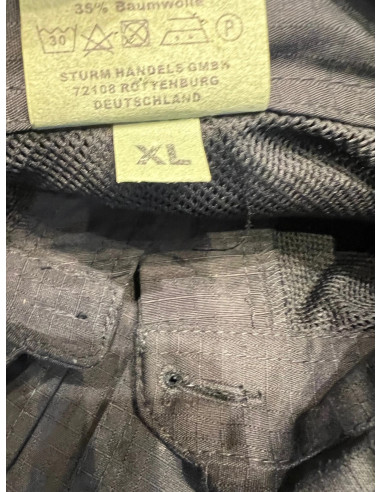 35% Baumwolle
30 P
STURM HANDELS GMBH
72108 ROTTENBURG
DEUTSCHLAND
XL